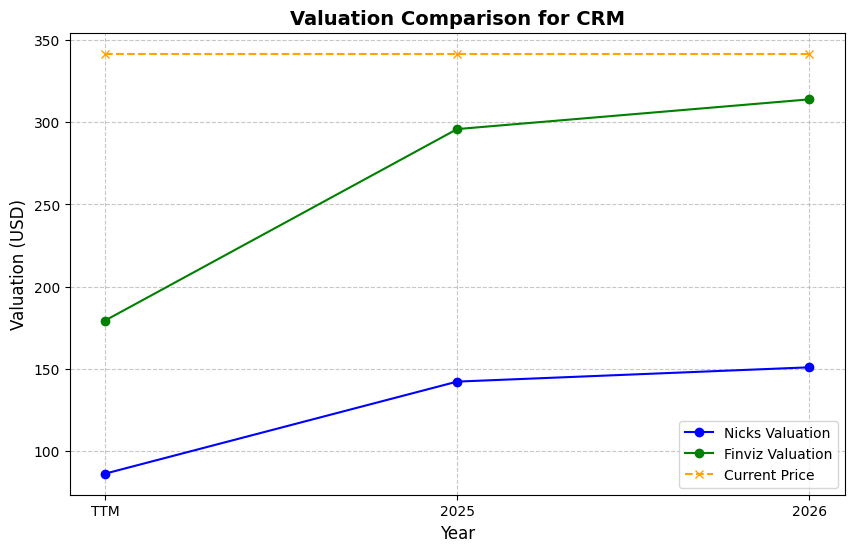 Valuation Comparison for CRM
Valuation (USD)
350
300
250
200
150
100
TTM
2025
2026
Year
Nicks Valuation
Finviz Valuation
Current Price